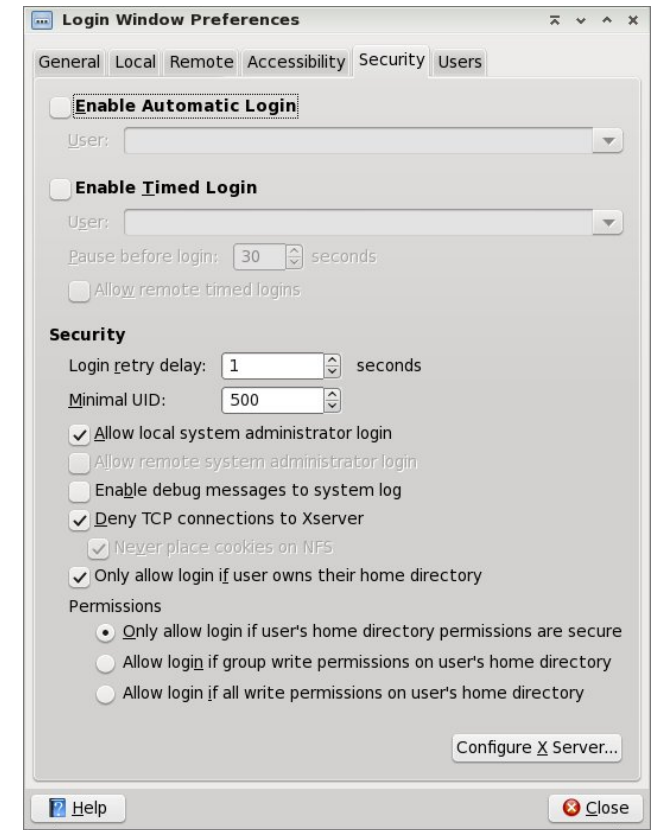 Login Window Preferences
General Local Remote Accessibility Security Users
Enable Automatic Login
User:
Enable Timed Login
User:
Pause before login: 30 seconds
Allow remote timed logins
Security
Login retry delay: 1 seconds
Minimal UID: 500
Allow local system administrator login
Allow remote system administrator login
Enable debug messages to system log
Deny TCP connections to Xserver
Never place cookies on NFS
Only allow login if user owns their home directory
Permissions
Only allow login if user's home directory permissions are secure
Allow login if group write permissions on user's home directory
Allow login if all write permissions on user's home directory
Configure X Server...
Help Close